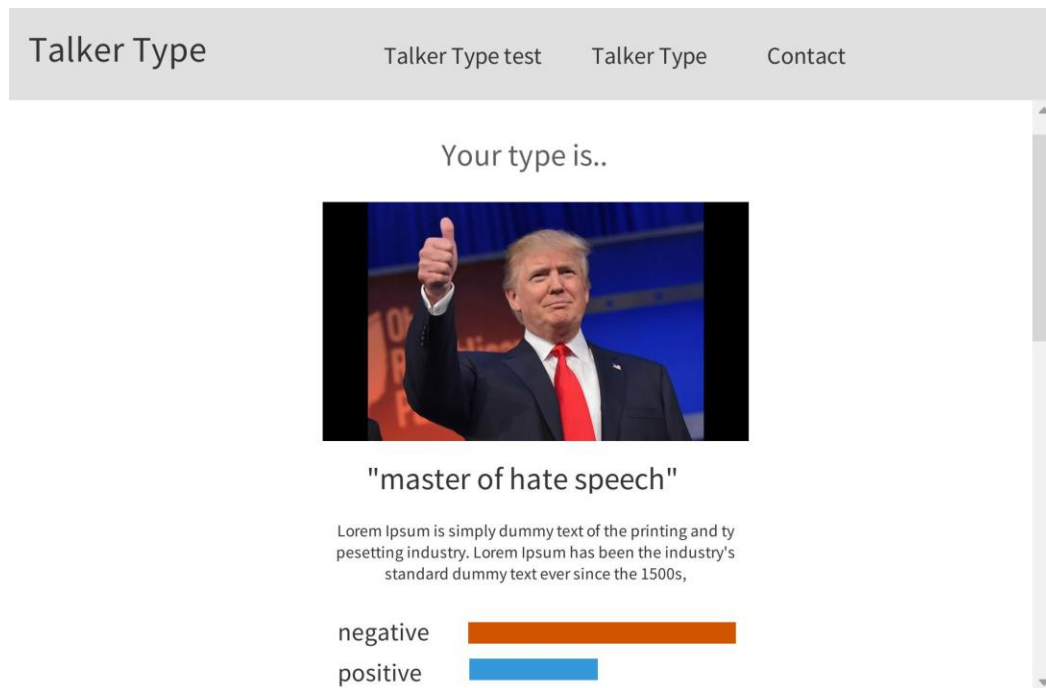 Talker Type
Talker Type test
Talker Type
Contact
Your type is..
"master of hate speech"
Lorem Ipsum is simply dummy text of the printing and ty
pesetting industry. Lorem Ipsum has been the industry's
standard dummy text ever since the 1500s,
negative
positive